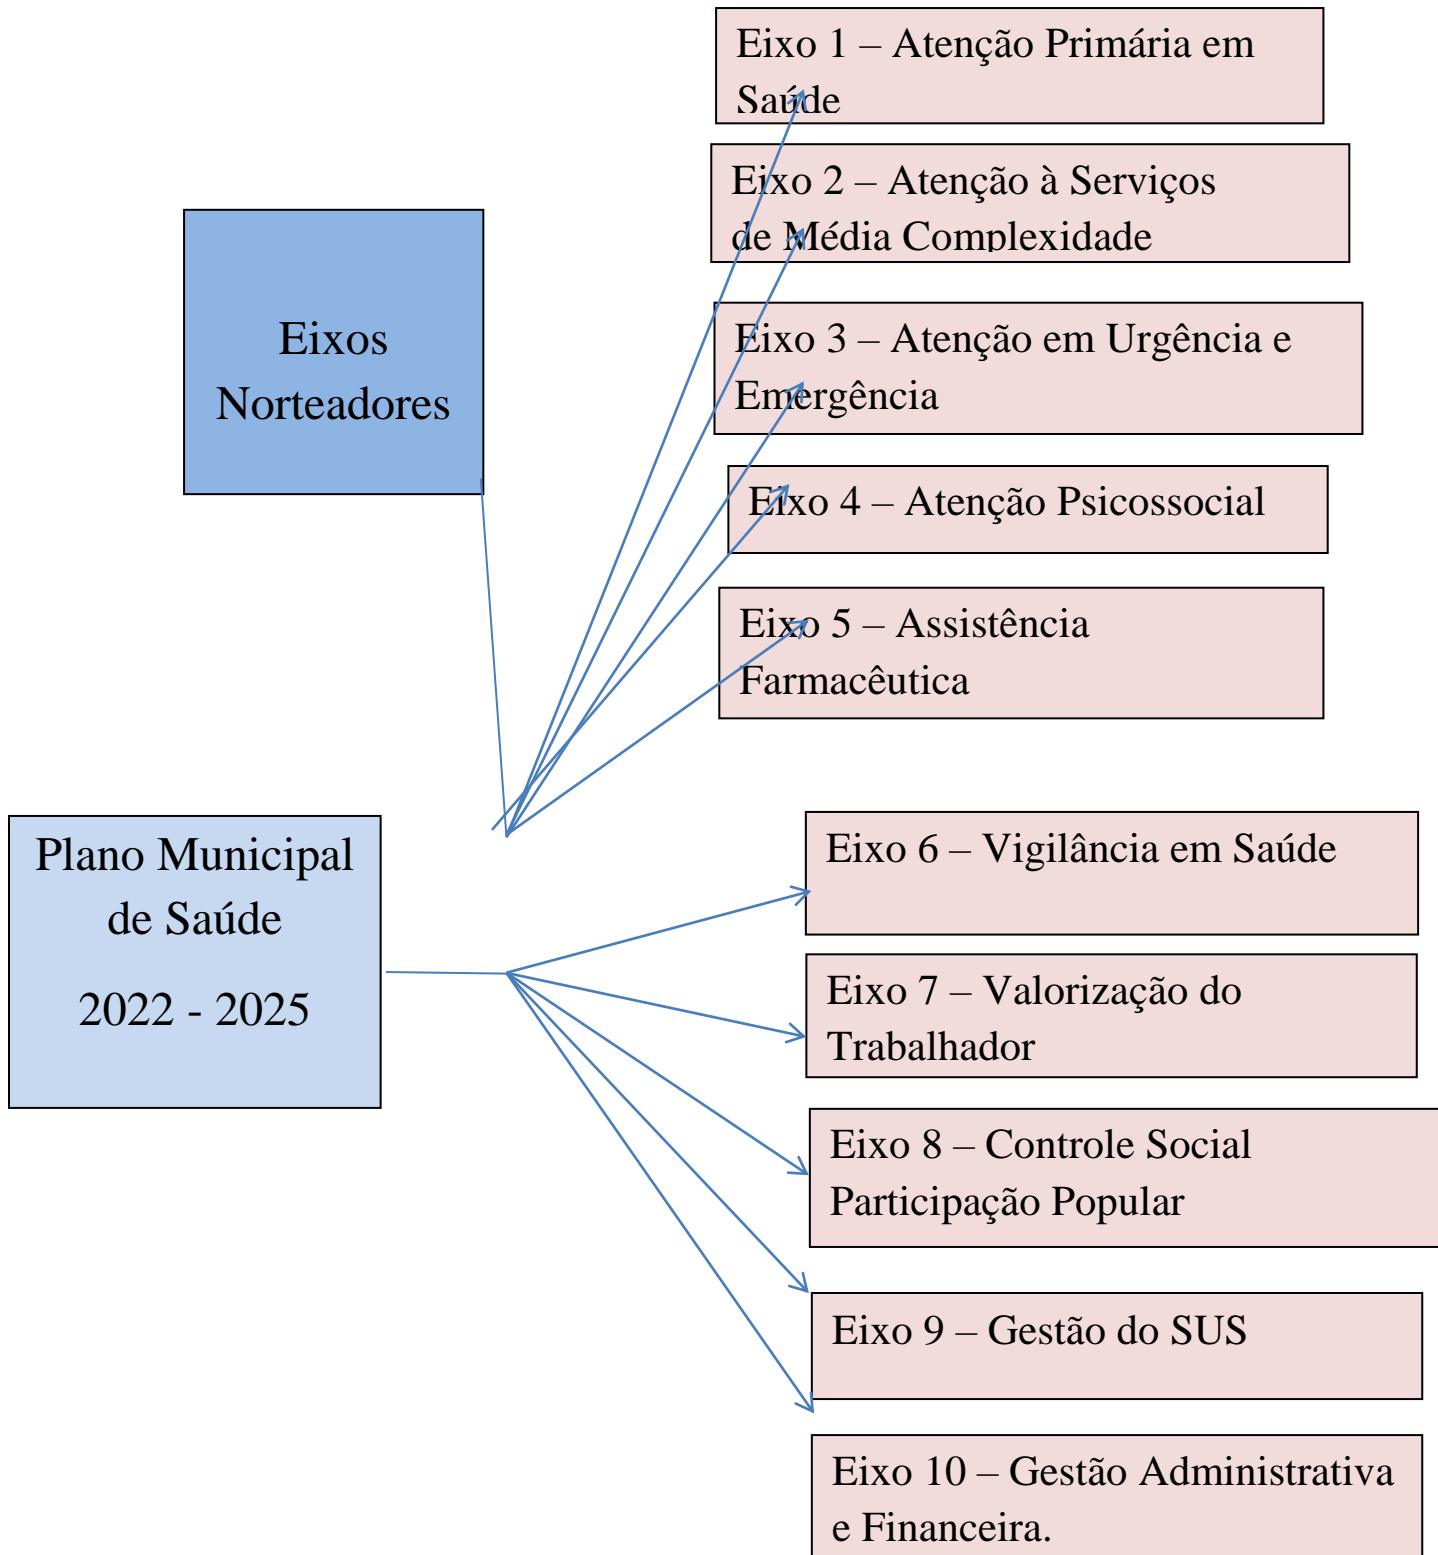 Eixo 1 – Atenção Primária em
Saúde
Eixo 2 – Atenção à Serviços
de Média Complexidade
Eixos
Norteadores
Eixo 3 – Atenção em Urgência e
Emergência
Eixo 4 – Atenção Psicossocial
Eixo 5 – Assistência
Farmacêutica
Plano Municipal
de Saúde
2022 - 2025
Eixo 6 – Vigilância em Saúde
Eixo 7 – Valorização do
Trabalhador
Eixo 8 – Controle Social
Participação Popular
Eixo 9 – Gestão do SUS
Eixo 10 – Gestão Administrativa
e Financeira.